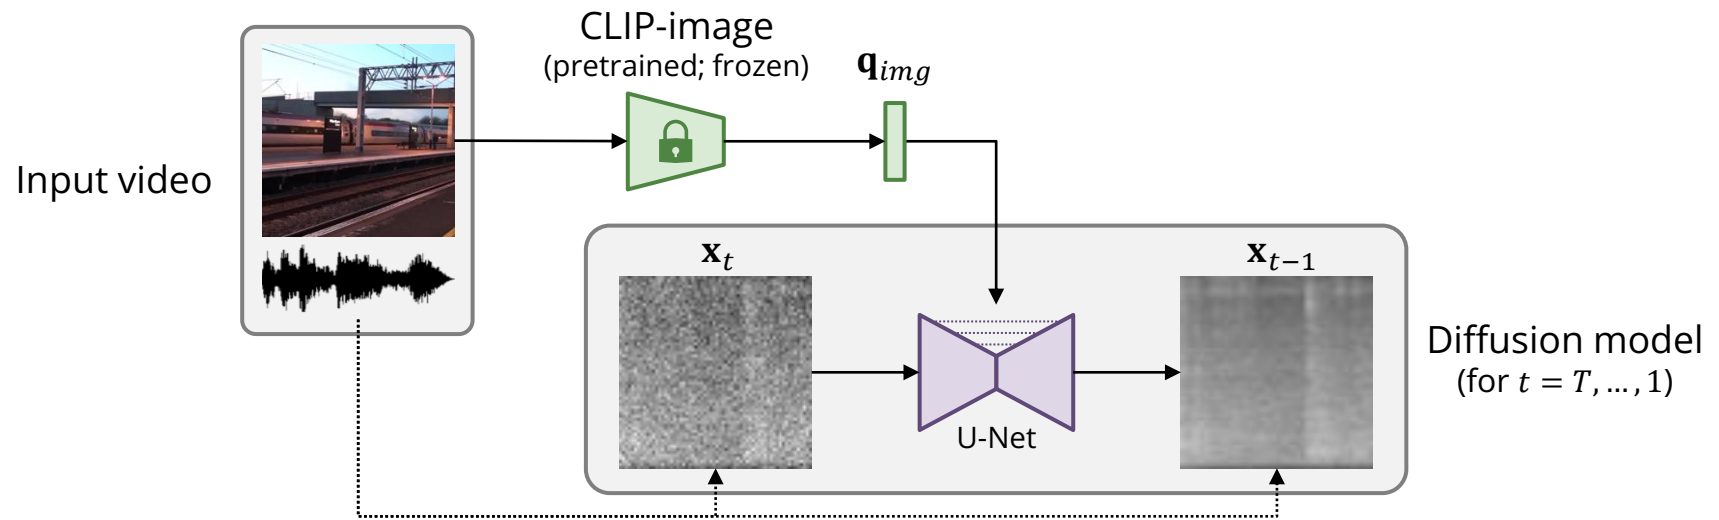 CLIP-image
(pretrained; frozen)
q_img
Input video
x_t
x_{t−1}
U-Net
Diffusion model
(for t = T, ... , 1)